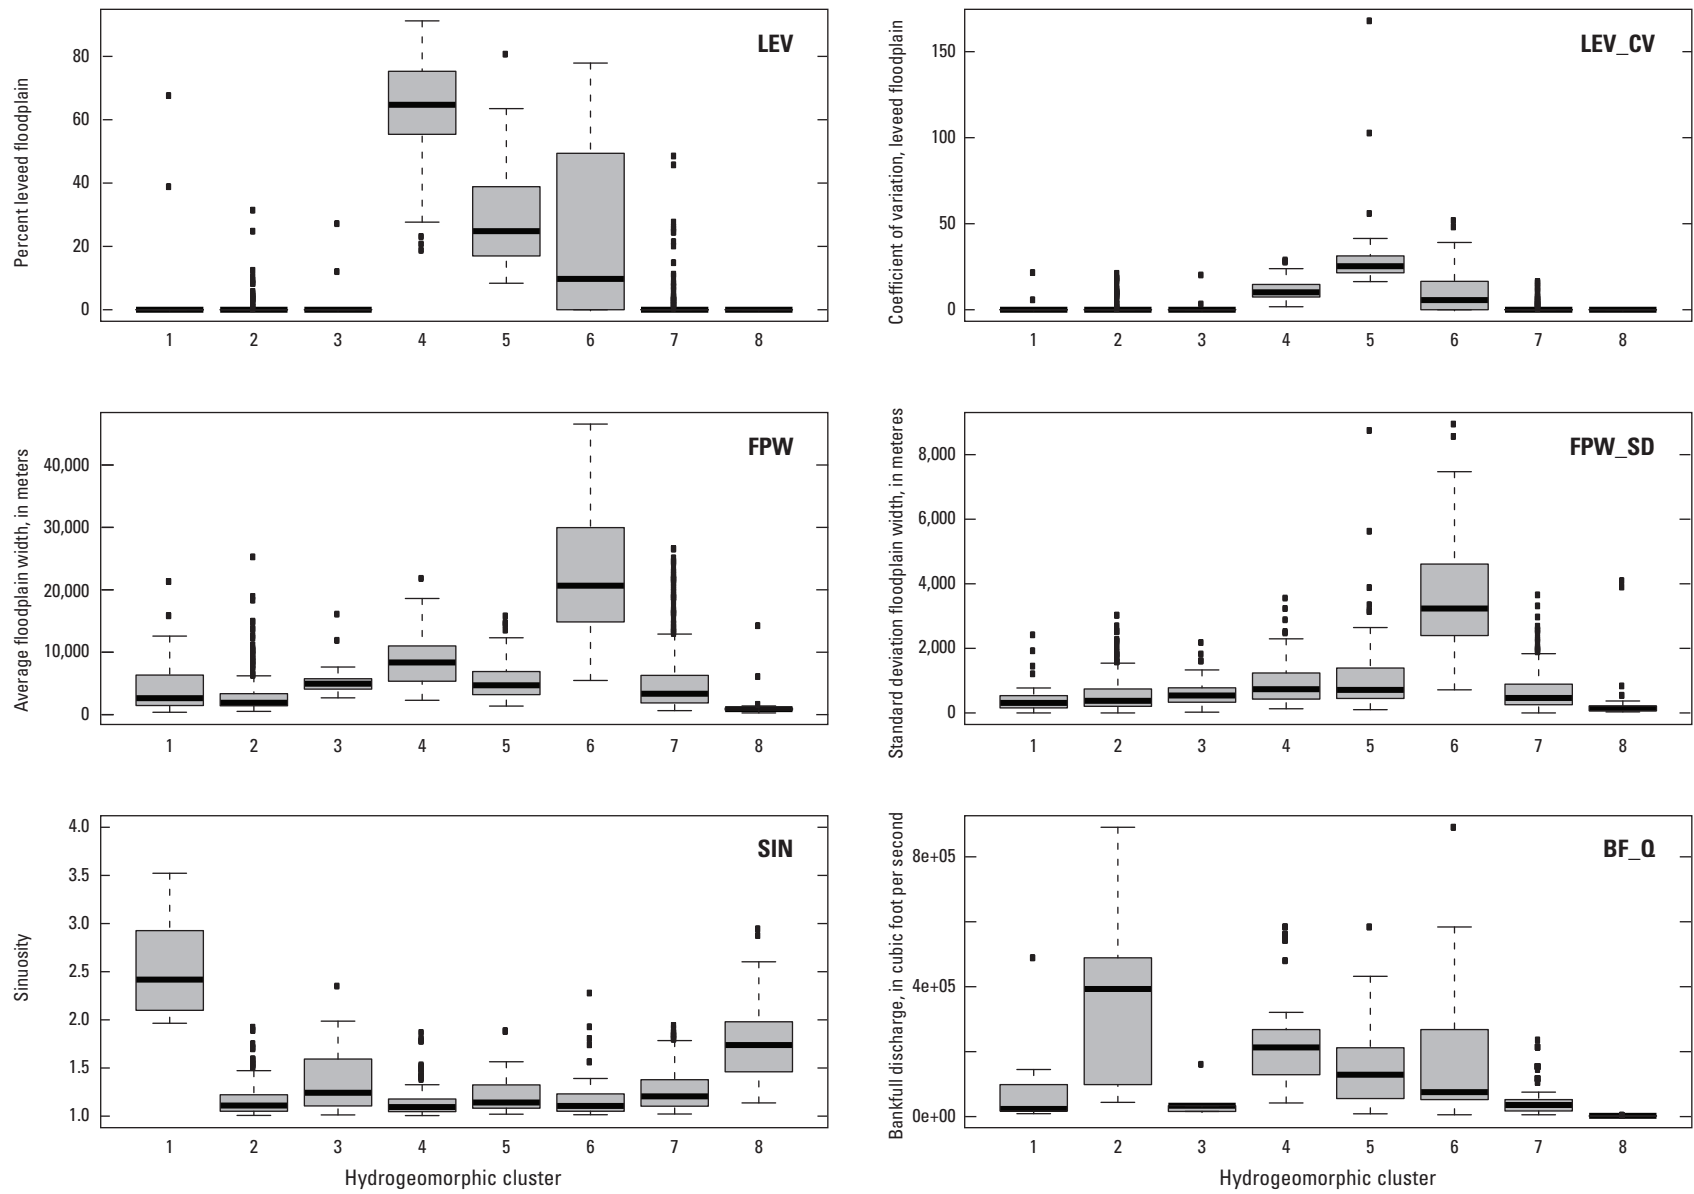 LEV
Percent leveed floodplain
80
60
40
20
0
1 2 3 4 5 6 7 8
LEV_CV
Coefficient of variation, leveed floodplain
150
100
50
0
1 2 3 4 5 6 7 8
FPW
Average floodplain width, in meters
40,000
30,000
20,000
10,000
0
1 2 3 4 5 6 7 8
FPW_SD
Standard deviation floodplain width, in meteres
8,000
6,000
4,000
2,000
0
1 2 3 4 5 6 7 8
SIN
Sinuosity
4.0
3.5
3.0
2.5
2.0
1.5
1.0
1 2 3 4 5 6 7 8
Hydrogeomorphic cluster
BF_Q
Bankfull discharge, in cubic foot per second
8e+05
4e+05
0e+00
1 2 3 4 5 6 7 8
Hydrogeomorphic cluster